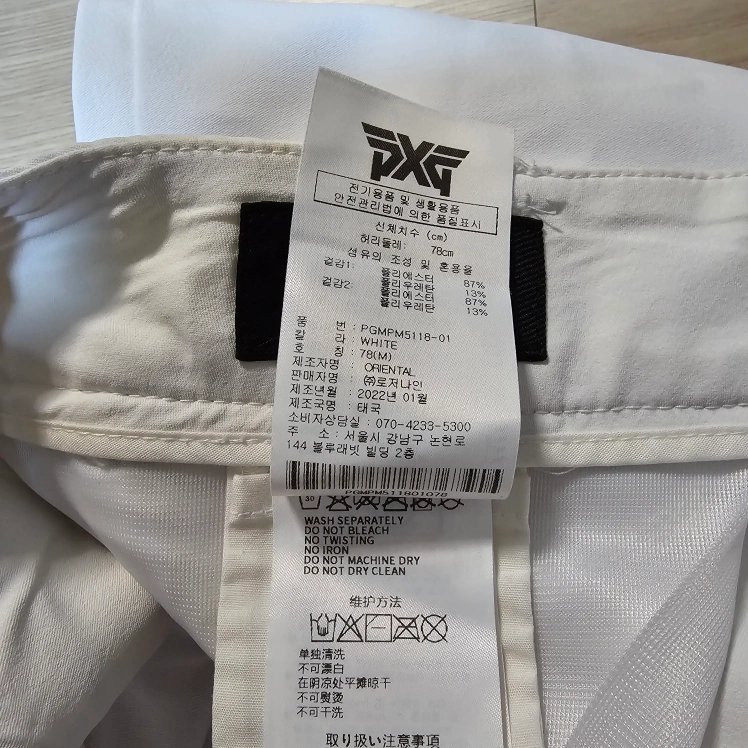 PXG
전기용품 및 생활용품
안전관리법에 의한 품질표시
신체치수 (cm)
허리둘레: 78cm
섬유의 조성 및 혼용율
겉감1: 폴리에스터 87%
폴리우레탄 13%
겉감2: 폴리에스터 87%
폴리우레탄 13%
품 번 : PGMPM5118-01
칼 라 : WHITE
호 칭 : 78(M)
제조자명 : ORIENTAL
판매자명 : ㈜로저나인
제조년월 : 2022년 01월
제조국명 : 태국
소비자상담실 : 070-4233-5300
주 소 : 서울시 강남구 논현로
144 블루래빗 빌딩 2층
PGMPM511801078
30
WASH SEPARATELY
DO NOT BLEACH
NO TWISTING
NO IRON
DO NOT MACHINE DRY
DO NOT DRY CLEAN
维护方法
单独清洗
不可漂白
在阴凉处平摊晾干
不可熨烫
不可干洗
取り扱い注意事項